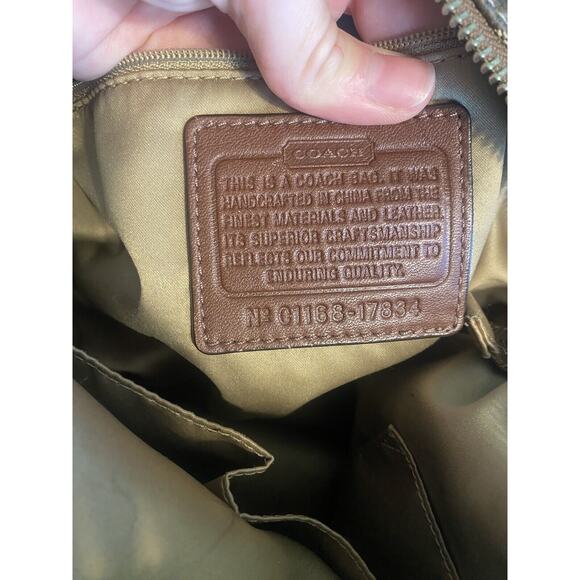 COACH
THIS IS A COACH BAG. IT WAS
HANDCRAFTED IN CHINA FROM THE
FINEST MATERIALS AND LEATHER.
ITS SUPERIOR CRAFTSMANSHIP
REFLECTS OUR COMMITMENT TO
ENDURING QUALITY.
Nº G1168-17834